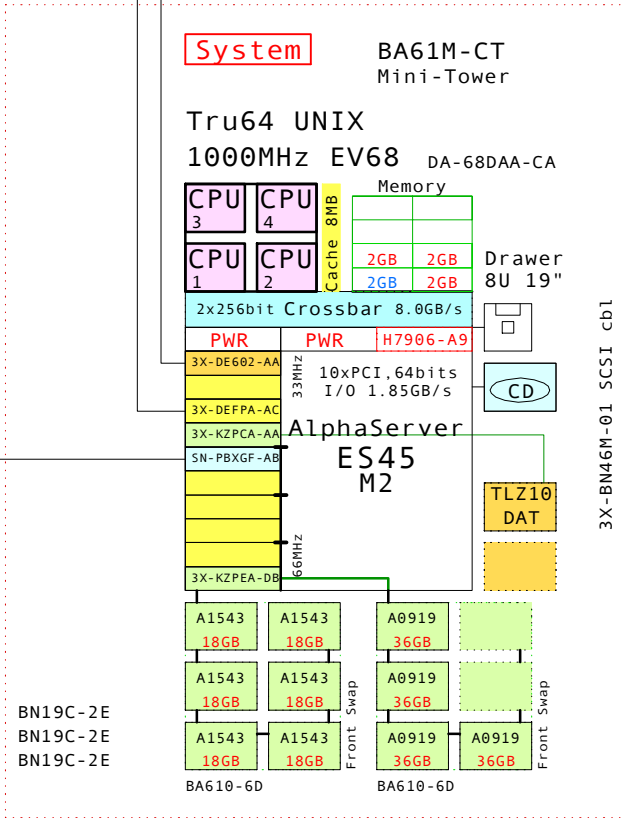 System
BA61M-CT
Mini-Tower
Tru64 UNIX
1000MHz EV68
DA-68DAA-CA
Memory
CPU
3
CPU
4
CPU
1
CPU
2
Cache 8MB
2GB
2GB
2GB
2GB
Drawer
8U 19"
2x256bit Crossbar 8.0GB/s
PWR
PWR
H7906-A9
3X-DE602-AA
3X-DEFPA-AC
3X-KZPCA-AA
SN-PBXGF-AB
3X-KZPEA-DB
33MHz
66MHz
10xPCI,64bits
I/O 1.85GB/s
AlphaServer
ES45
M2
CD
TLZ10
DAT
3X-BN46M-01 SCSI cbl
A1543
18GB
A1543
18GB
A0919
36GB
A1543
18GB
A1543
18GB
A0919
36GB
A1543
18GB
A1543
18GB
A0919
36GB
A0919
36GB
Front Swap
Front Swap
BN19C-2E
BN19C-2E
BN19C-2E
BA610-6D
BA610-6D